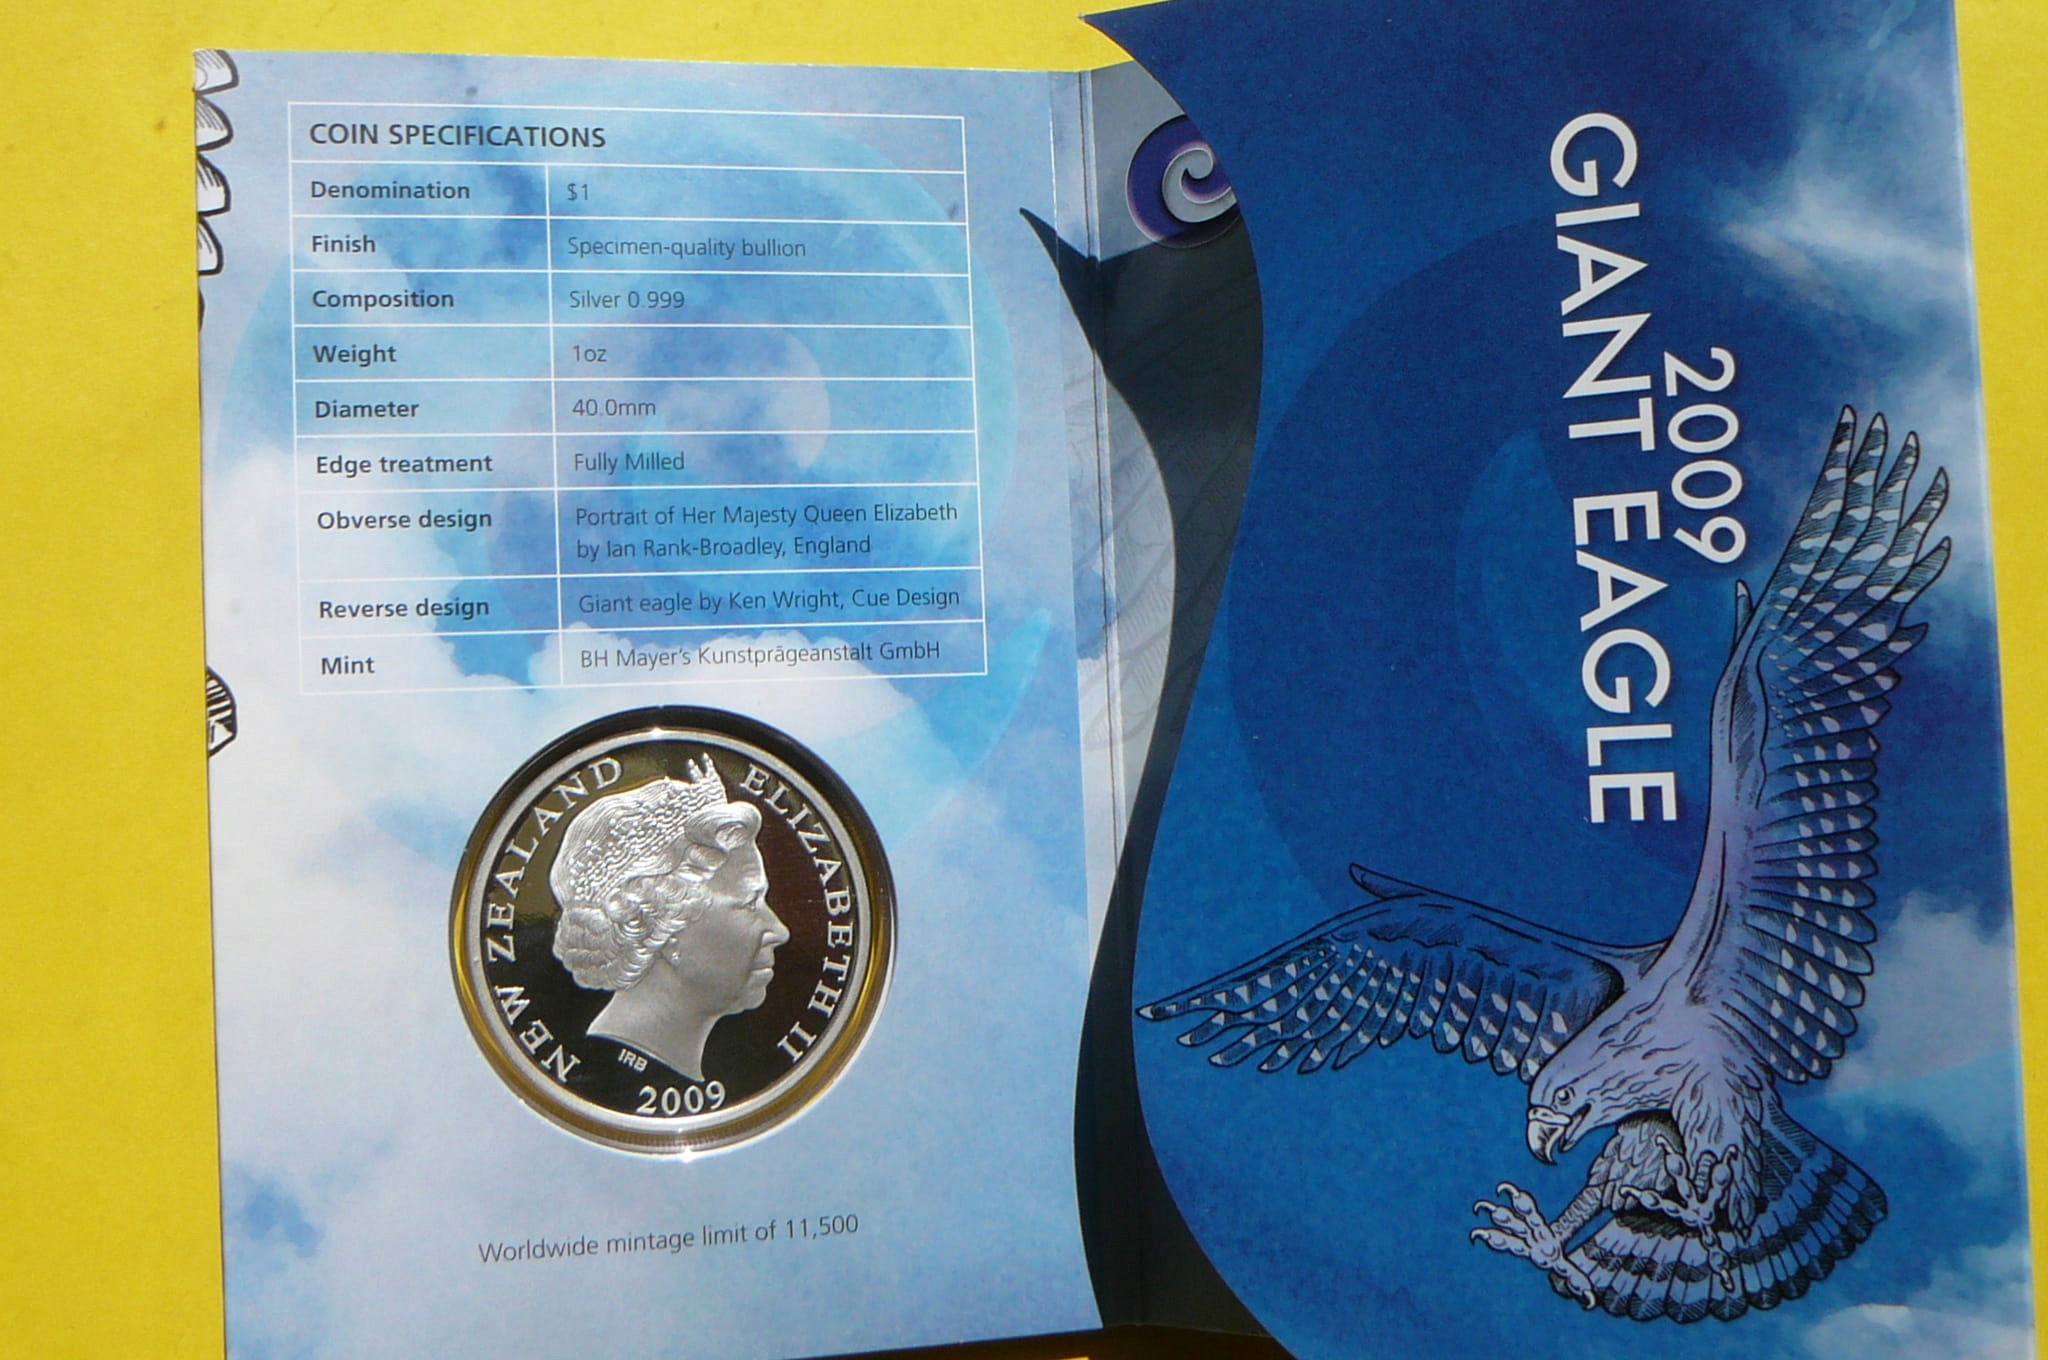 COIN SPECIFICATIONS
Denomination $1
Finish Specimen-quality bullion
Composition Silver 0.999
Weight 1oz
Diameter 40.0mm
Edge treatment Fully Milled
Obverse design Portrait of Her Majesty Queen Elizabeth
by Ian Rank-Broadley, England
Reverse design Giant eagle by Ken Wright, Cue Design
Mint BH Mayer's Kunstprägeanstalt GmbH
NEW ZEALAND ELIZABETH II
IRB
2009
Worldwide mintage limit of 11,500
2009
GIANT EAGLE